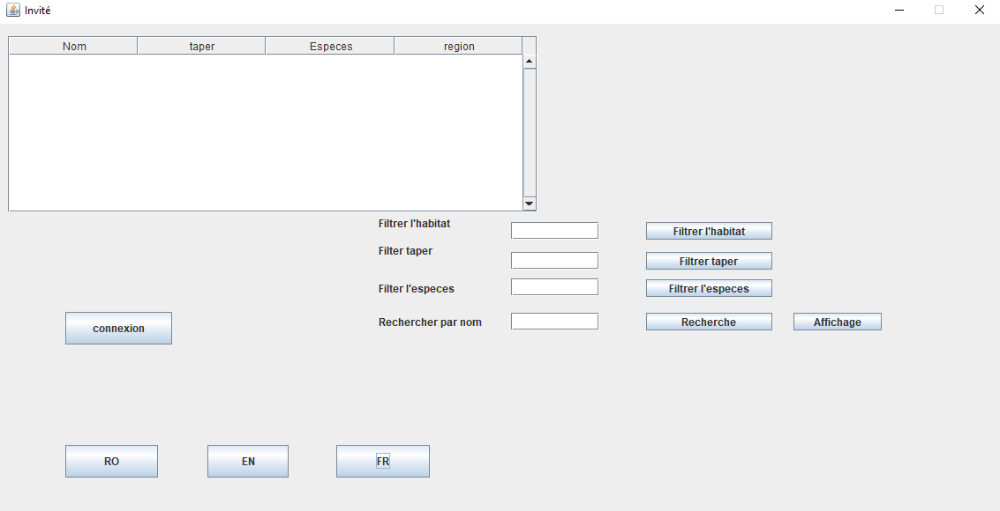 Invité
Nom taper Especes region
Filtrer l'habitat Filtrer l'habitat
Filter taper Filtrer taper
Filter l'especes Filtrer l'especes
Rechercher par nom Recherche Affichage
connexion
RO EN FR